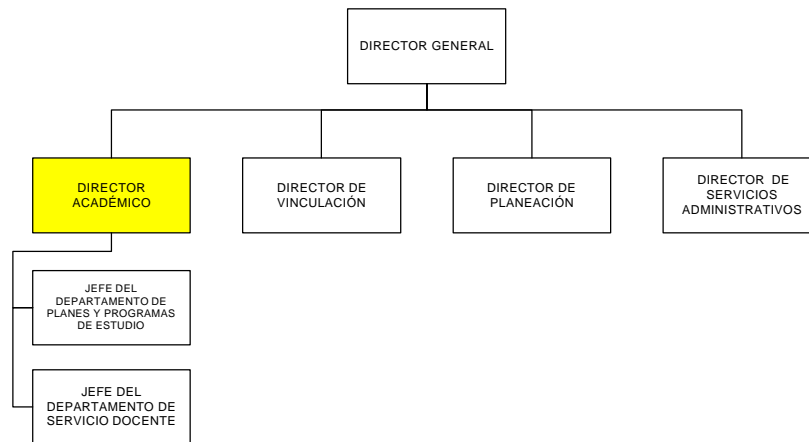 DIRECTOR GENERAL
DIRECTOR
ACADÉMICO
DIRECTOR DE
VINCULACIÓN
DIRECTOR DE
PLANEACIÓN
DIRECTOR DE
SERVICIOS
ADMINISTRATIVOS
JEFE DEL
DEPARTAMENTO DE
PLANES Y PROGRAMAS
DE ESTUDIO
JEFE DEL
DEPARTAMENTO DE
SERVICIO DOCENTE